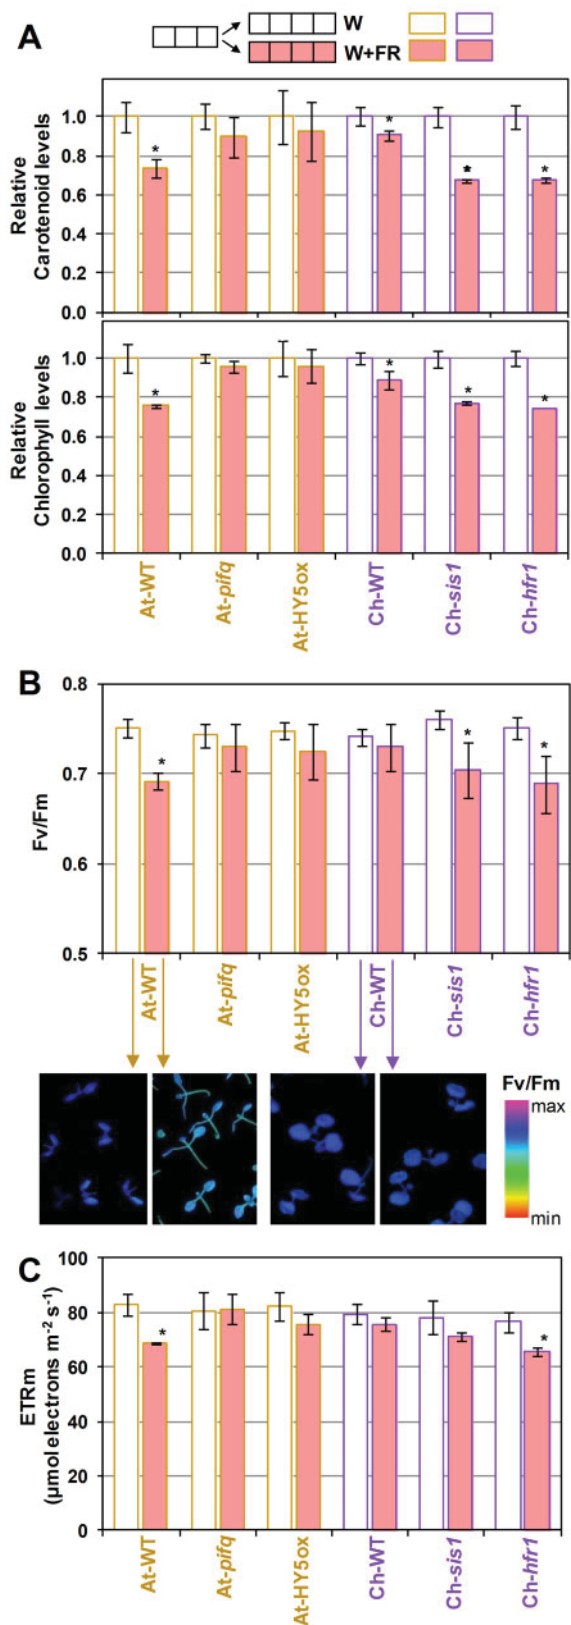 A
W
W+FR
Relative
Carotenoid levels
1.0
0.8
0.6
0.4
0.2
0.0
* * * *
Relative
Chlorophyll levels
1.0
0.8
0.6
0.4
0.2
0.0
* * * *
At-WT
At-pifq
At-HY5ox
Ch-WT
Ch-sis1
Ch-hfr1
B
Fv/Fm
0.8
0.7
0.6
0.5
* * *
At-WT
At-pifq
At-HY5ox
Ch-WT
Ch-sis1
Ch-hfr1
Fv/Fm
max
min
C
ETRm
(µmol electrons m-2 s-1)
100
80
60
40
20
0
* *
At-WT
At-pifq
At-HY5ox
Ch-WT
Ch-sis1
Ch-hfr1